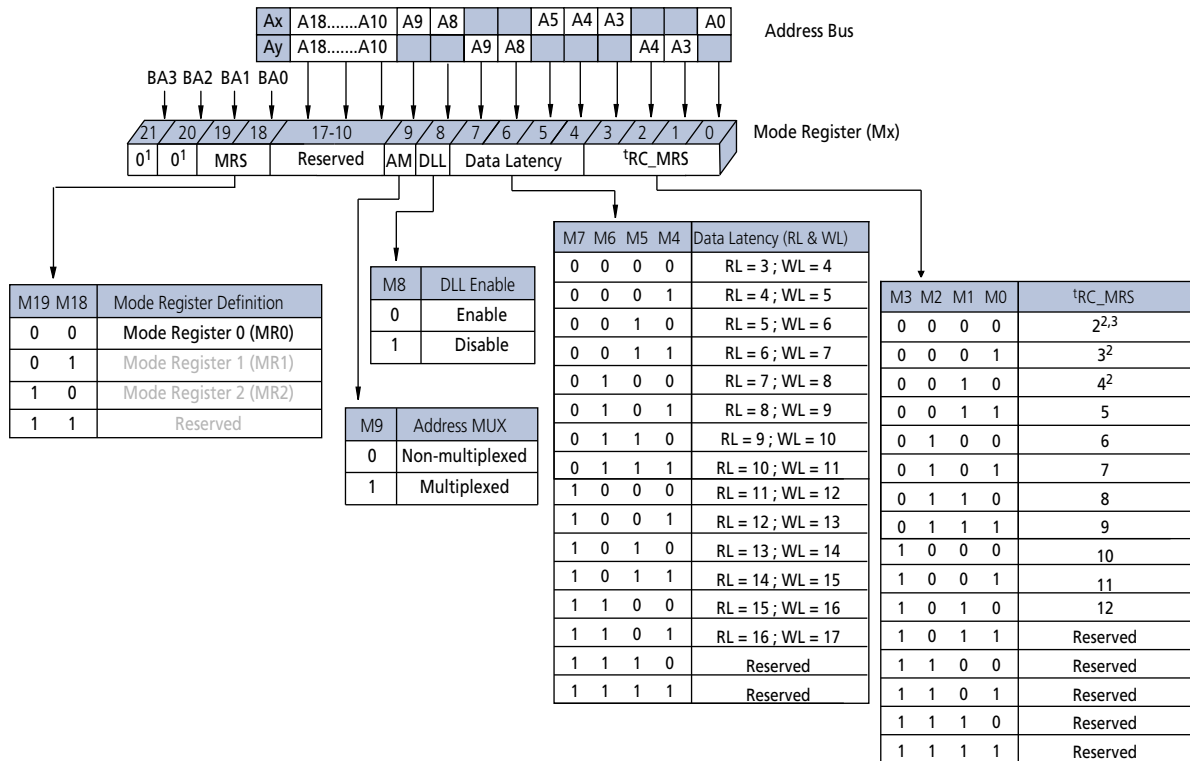 Ax A18.......A10 A9 A8 A5 A4 A3 A0
Address Bus
Ay A18.......A10 A9 A8 A4 A3
BA3 BA2 BA1 BA0
21 20 19 18 17-10 9 8 7 6 5 4 3 2 1 0
Mode Register (Mx)
0¹ 0¹ MRS Reserved AM DLL Data Latency ᵗRC_MRS
M19 M18 Mode Register Definition
0 0 Mode Register 0 (MR0)
0 1 Mode Register 1 (MR1)
1 0 Mode Register 2 (MR2)
1 1 Reserved
M8 DLL Enable
0 Enable
1 Disable
M9 Address MUX
0 Non-multiplexed
1 Multiplexed
M7 M6 M5 M4 Data Latency (RL & WL)
0 0 0 0 RL = 3 ; WL = 4
0 0 0 1 RL = 4 ; WL = 5
0 0 1 0 RL = 5 ; WL = 6
0 0 1 1 RL = 6 ; WL = 7
0 1 0 0 RL = 7 ; WL = 8
0 1 0 1 RL = 8 ; WL = 9
0 1 1 0 RL = 9 ; WL = 10
0 1 1 1 RL = 10 ; WL = 11
1 0 0 0 RL = 11 ; WL = 12
1 0 0 1 RL = 12 ; WL = 13
1 0 1 0 RL = 13 ; WL = 14
1 0 1 1 RL = 14 ; WL = 15
1 1 0 0 RL = 15 ; WL = 16
1 1 0 1 RL = 16 ; WL = 17
1 1 1 0 Reserved
1 1 1 1 Reserved
M3 M2 M1 M0 ᵗRC_MRS
0 0 0 0 2²,³
0 0 0 1 3²
0 0 1 0 4²
0 0 1 1 5
0 1 0 0 6
0 1 0 1 7
0 1 1 0 8
0 1 1 1 9
1 0 0 0 10
1 0 0 1 11
1 0 1 0 12
1 0 1 1 Reserved
1 1 0 0 Reserved
1 1 0 1 Reserved
1 1 1 0 Reserved
1 1 1 1 Reserved